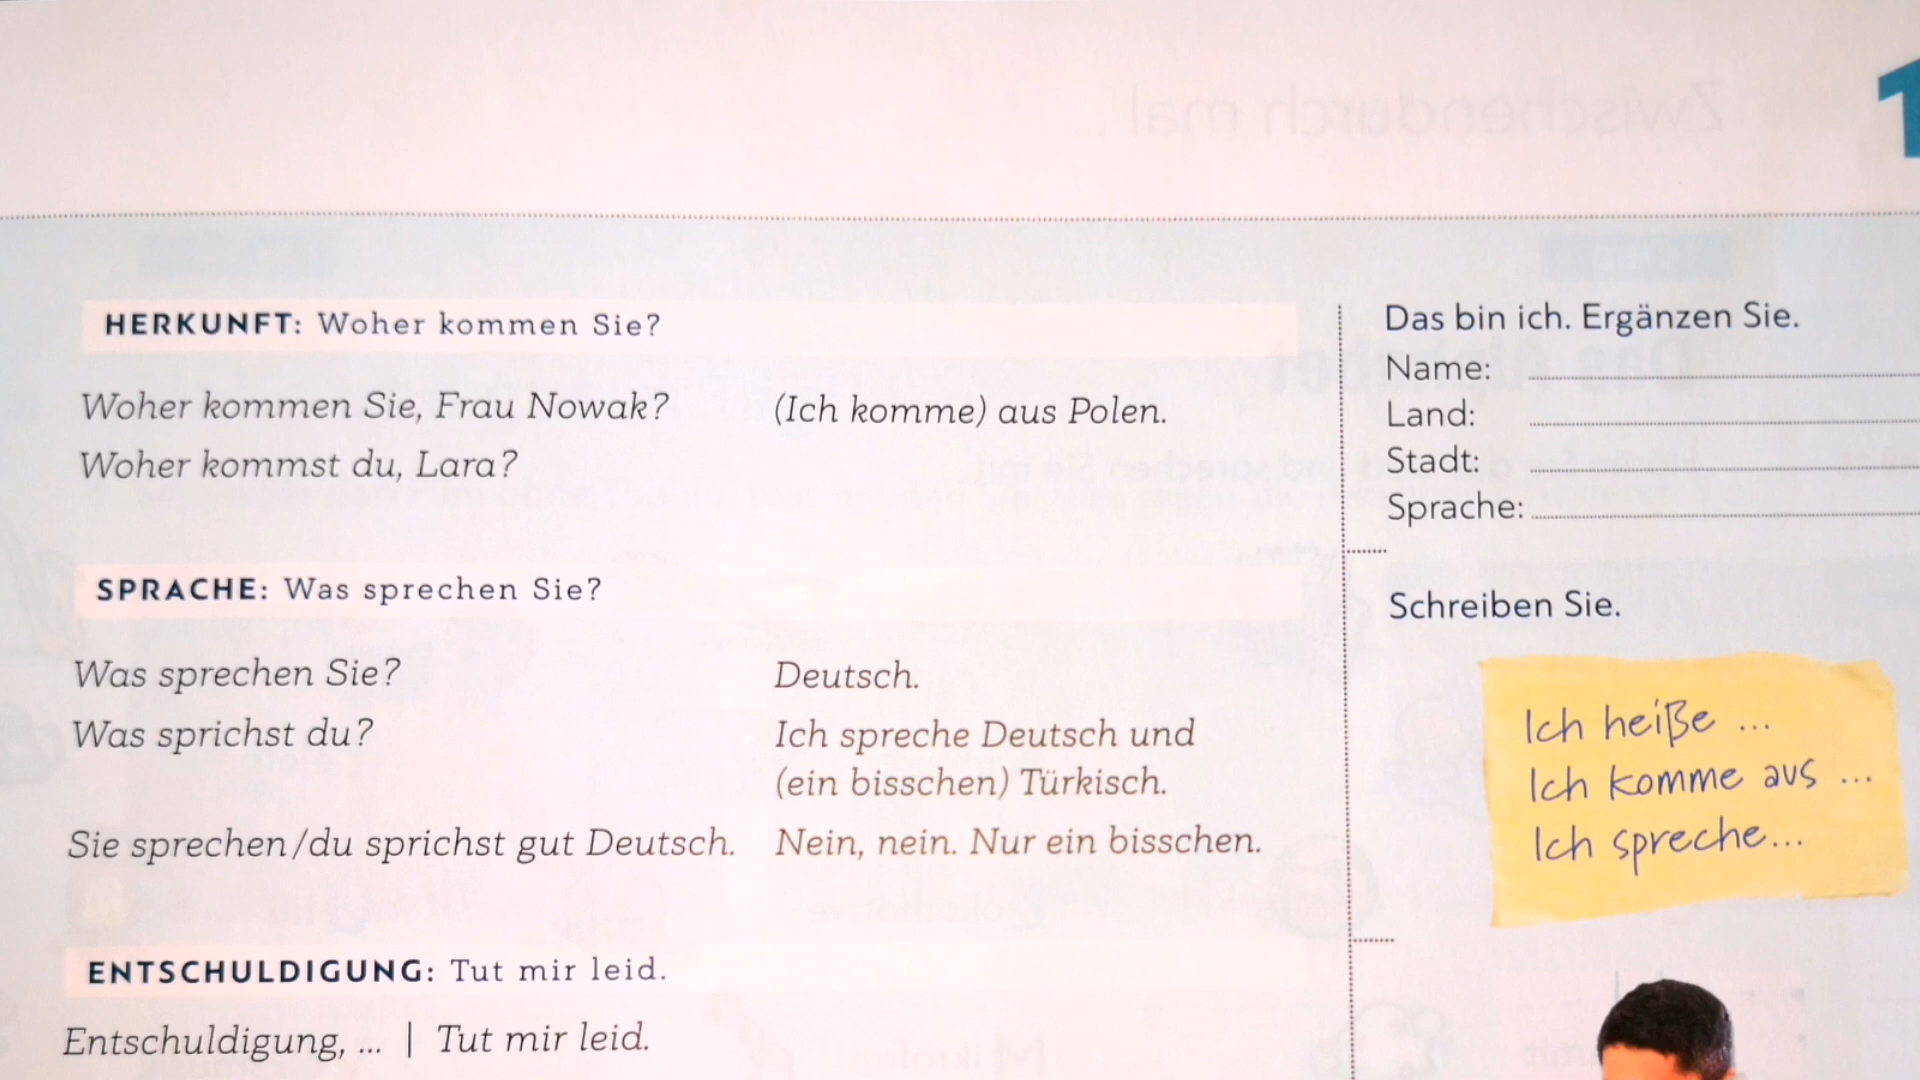 1
HERKUNFT: Woher kommen Sie?
Woher kommen Sie, Frau Nowak? (Ich komme) aus Polen.
Woher kommst du, Lara?
SPRACHE: Was sprechen Sie?
Was sprechen Sie? Deutsch.
Was sprichst du? Ich spreche Deutsch und
(ein bisschen) Türkisch.
Sie sprechen/du sprichst gut Deutsch. Nein, nein. Nur ein bisschen.
ENTSCHULDIGUNG: Tut mir leid.
Entschuldigung, ... | Tut mir leid.
Das bin ich. Ergänzen Sie.
Name:
Land:
Stadt:
Sprache:
Schreiben Sie.
Ich heiße ...
Ich komme aus ...
Ich spreche...